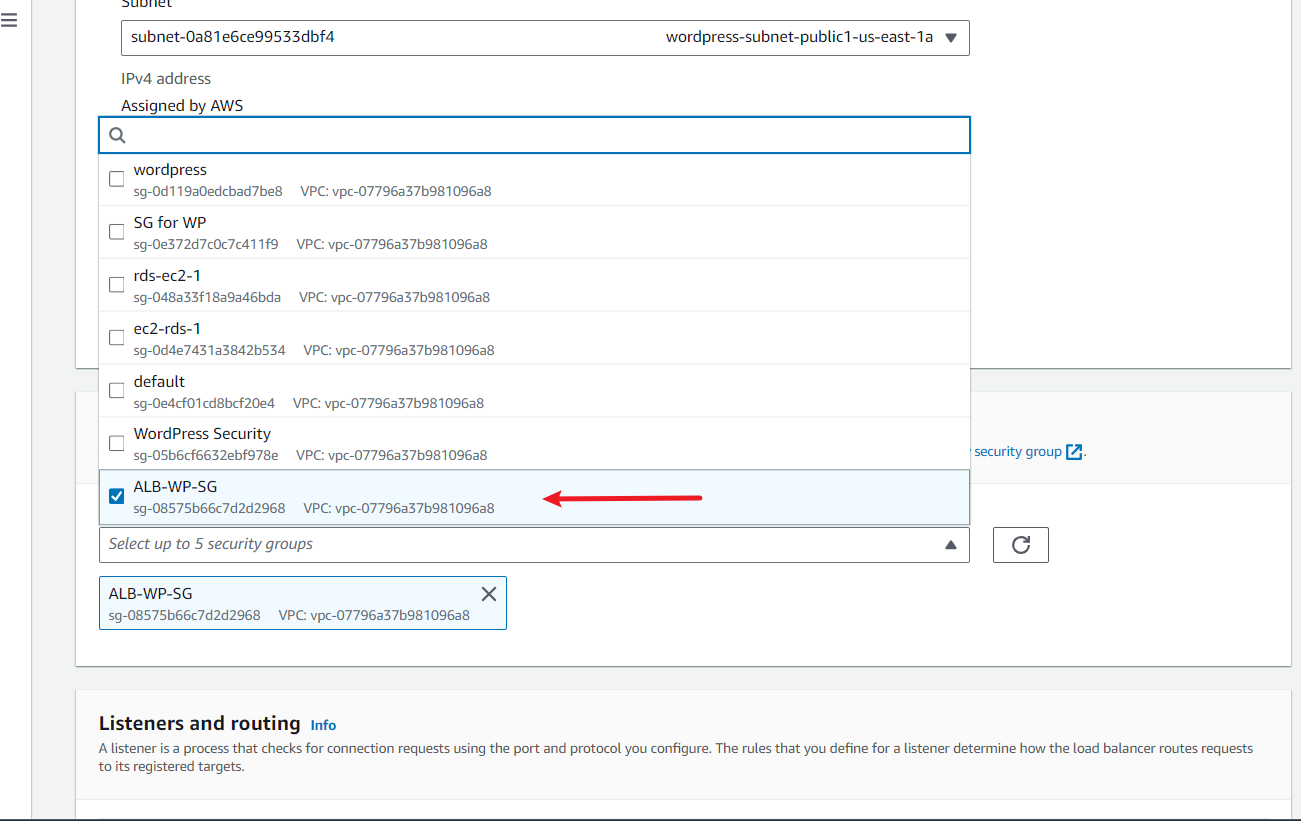 Subnet
subnet-0a81e6ce99533dbf4 wordpress-subnet-public1-us-east-1a
IPv4 address
Assigned by AWS
wordpress
sg-0d119a0edcbad7be8 VPC: vpc-07796a37b981096a8
SG for WP
sg-0e372d7c0c7c411f9 VPC: vpc-07796a37b981096a8
rds-ec2-1
sg-048a33f18a9a46bda VPC: vpc-07796a37b981096a8
ec2-rds-1
sg-0d4e7431a3842b534 VPC: vpc-07796a37b981096a8
default
sg-0e4cf01cd8bcf20e4 VPC: vpc-07796a37b981096a8
WordPress Security
sg-05b6cf6632ebf978e VPC: vpc-07796a37b981096a8
security group .
ALB-WP-SG
sg-08575b66c7d2d2968 VPC: vpc-07796a37b981096a8
Select up to 5 security groups
ALB-WP-SG
sg-08575b66c7d2d2968 VPC: vpc-07796a37b981096a8
Listeners and routing Info
A listener is a process that checks for connection requests using the port and protocol you configure. The rules that you define for a listener determine how the load balancer routes requests
to its registered targets.